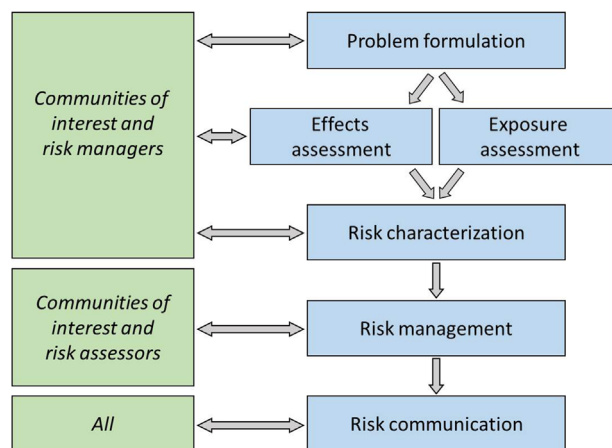 Problem formulation
Communities of
interest and
risk managers
Effects
assessment
Exposure
assessment
Risk characterization
Communities of
interest and
risk assessors
Risk management
All
Risk communication